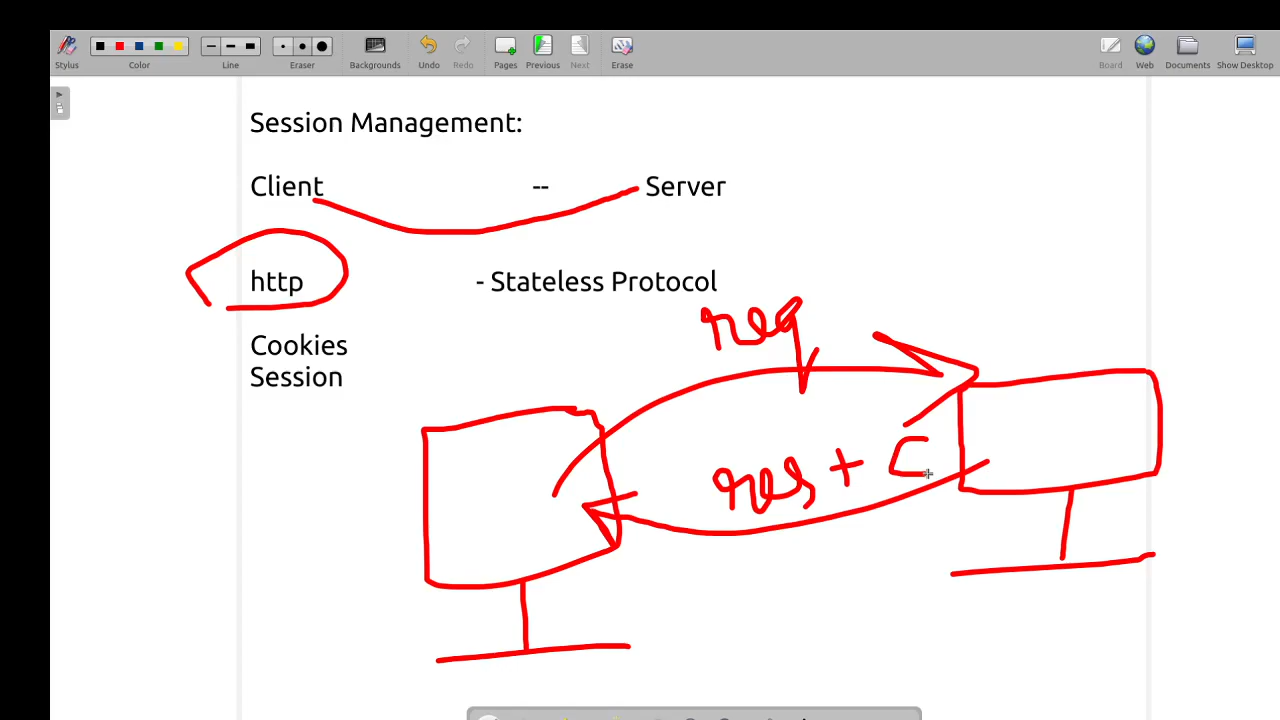 Stylus Color Line Eraser Backgrounds Undo Redo Pages Previous Next Erase Board Web Documents Show Desktop
Session Management:
Client -- Server
http - Stateless Protocol
req
Cookies
Session
res + C